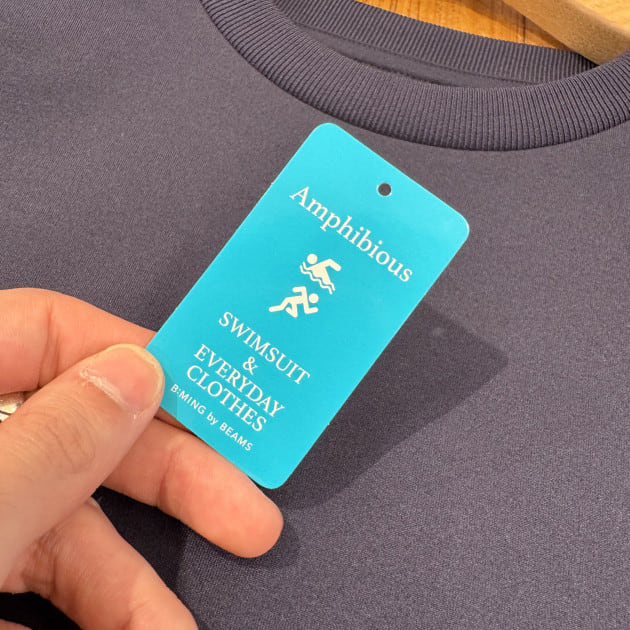 Amphibious
SWIMSUIT
&
EVERYDAY
CLOTHES
B:MING by BEAMS